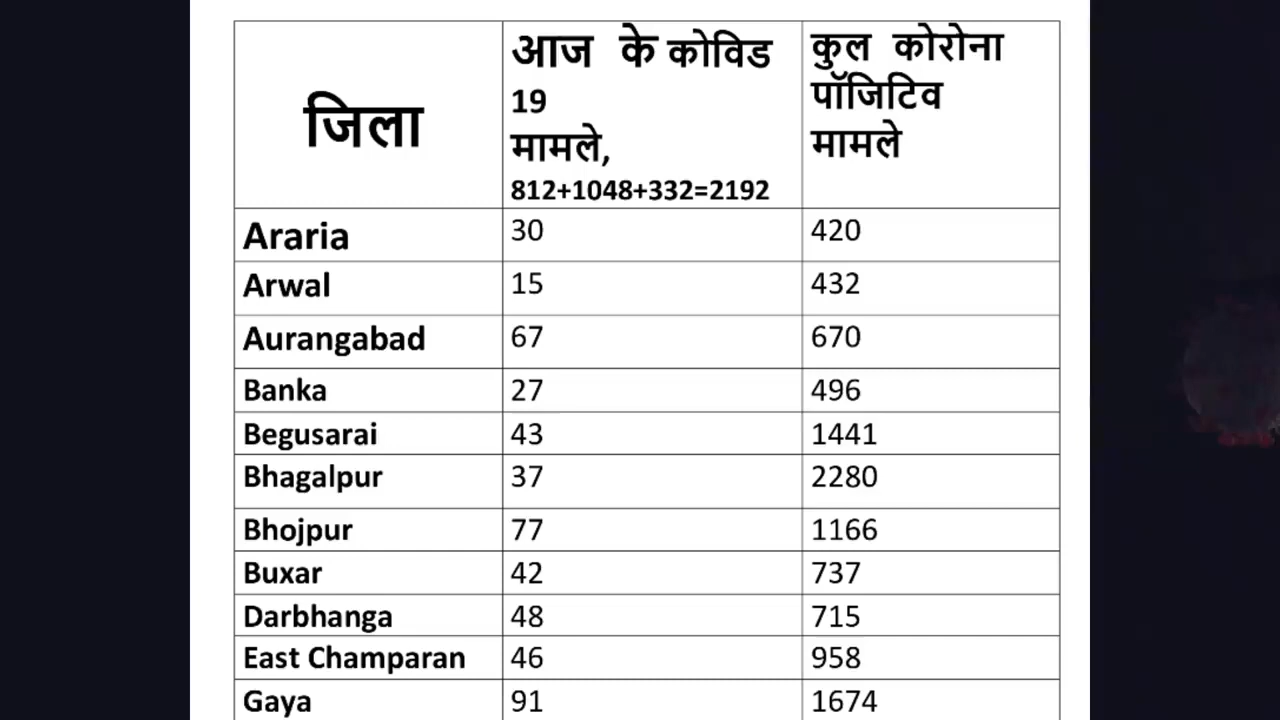 जिला
आज के कोविड
19
मामले,
812+1048+332=2192
कुल कोरोना
पॉजिटिव
मामले
Araria 30 420
Arwal 15 432
Aurangabad 67 670
Banka 27 496
Begusarai 43 1441
Bhagalpur 37 2280
Bhojpur 77 1166
Buxar 42 737
Darbhanga 48 715
East Champaran 46 958
Gaya 91 1674